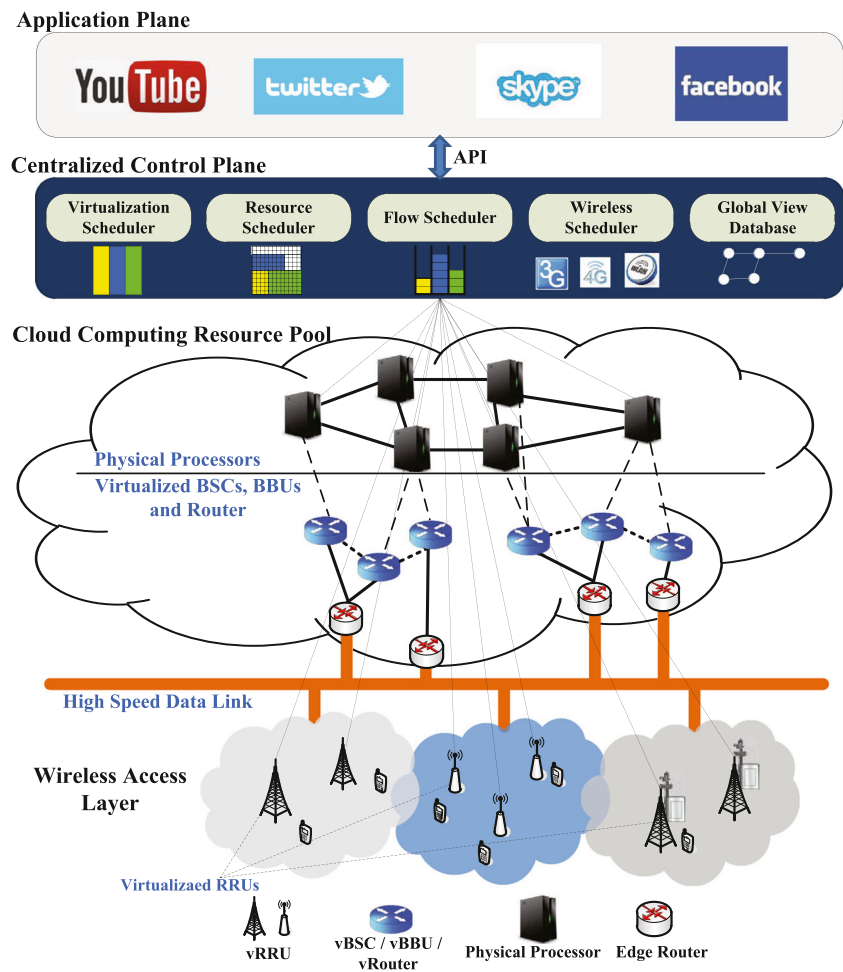 Application Plane
YouTube
twitter
skype
facebook
API
Centralized Control Plane
Virtualization
Scheduler
Resource
Scheduler
Flow Scheduler
Wireless
Scheduler
Global View
Database
3G
4G
WLAN
Cloud Computing Resource Pool
Physical Processors
Virtualized BSCs, BBUs
and Router
High Speed Data Link
Wireless Access
Layer
Virtualizaed RRUs
vRRU
vBSC / vBBU /
vRouter
Physical Processor
Edge Router